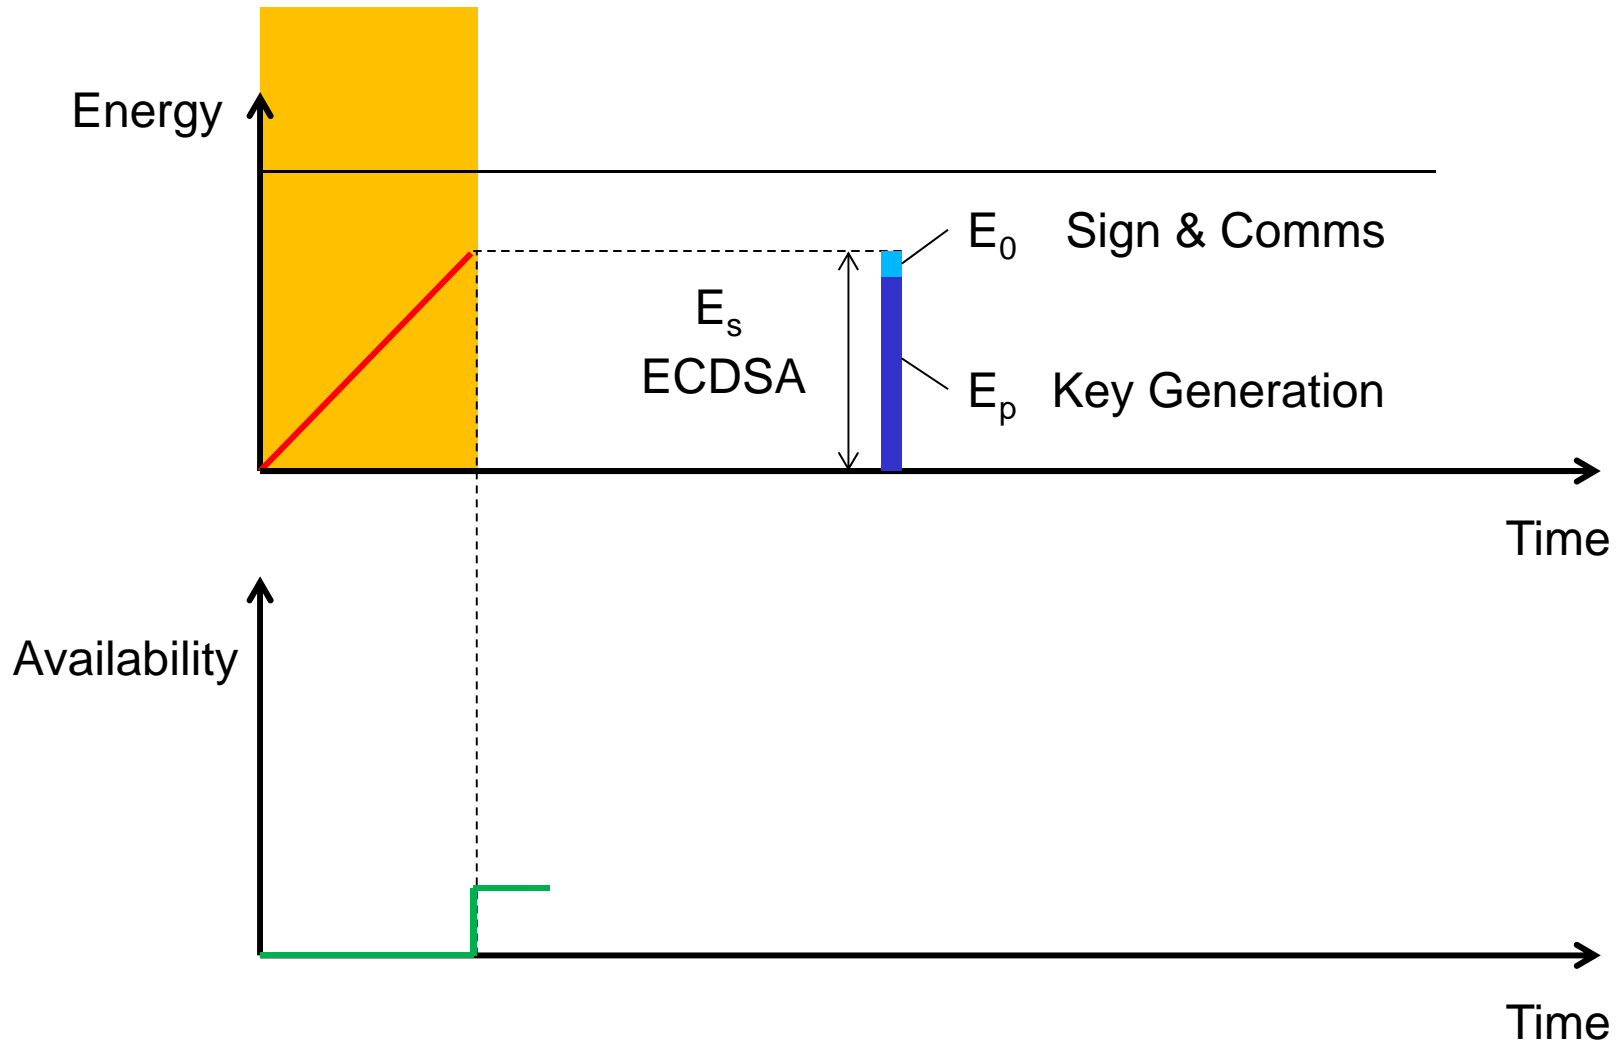 Energy
E₀ Sign & Comms
Eₛ
ECDSA
Eₚ Key Generation
Time
Availability
Time